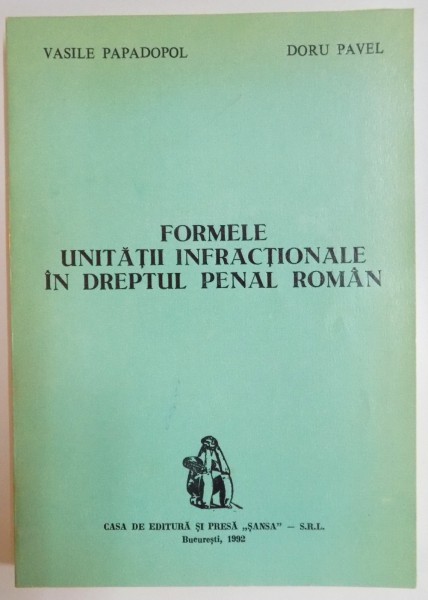 VASILE PAPADOPOL DORU PAVEL
FORMELE
UNITĂȚII INFRACȚIONALE
ÎN DREPTUL PENAL ROMÂN
CASA DE EDITURĂ ȘI PRESĂ „ȘANSA" — S.R.L.
București, 1992